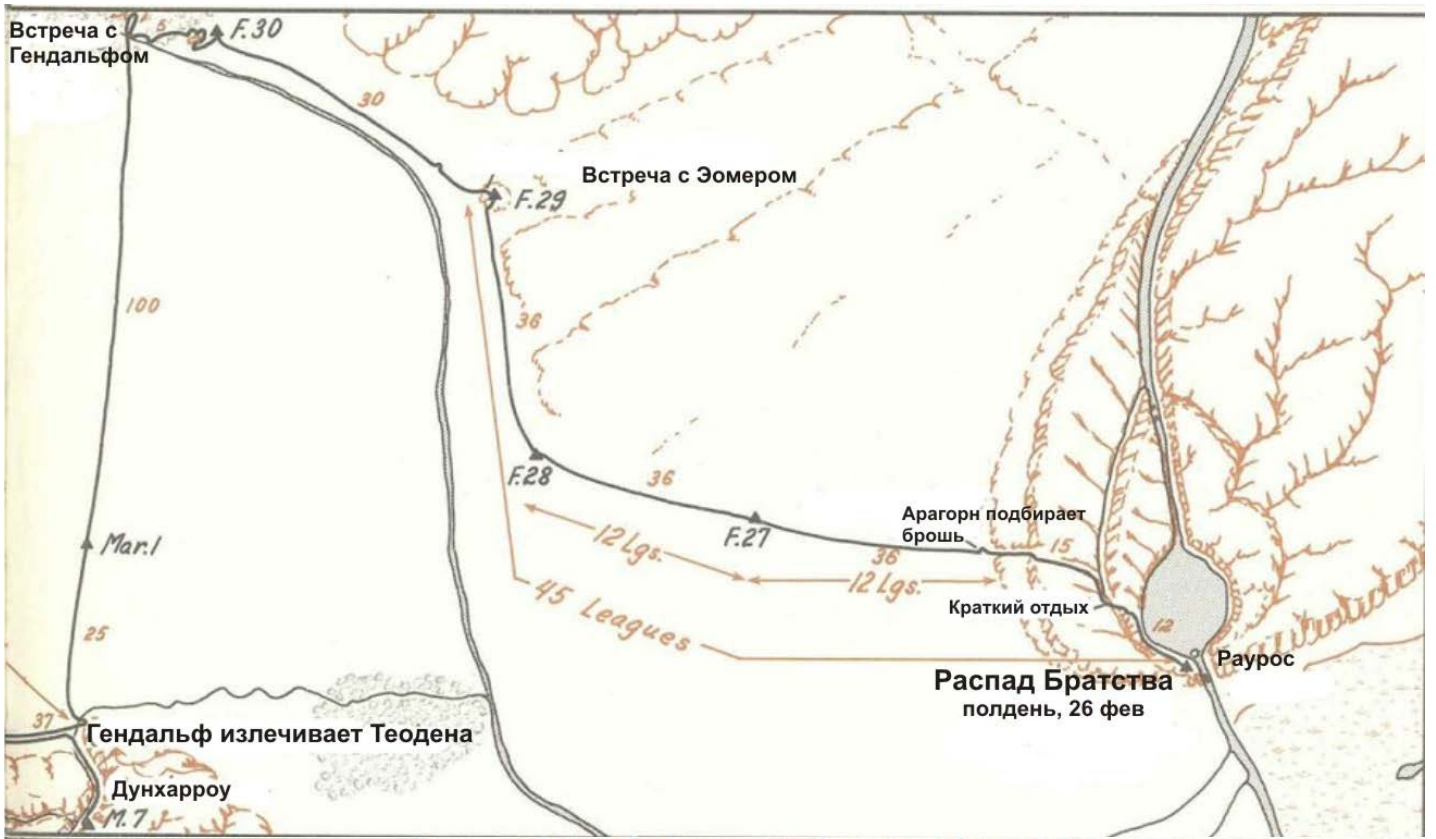 Встреча с
Гендальфом
5
F.30
30
Встреча с Эомером
F.29
100
36
F.28
36
Арагорн подбирает
брошь
Mar.1
12 Lgs.
F.27
36
15
12 Lgs.
45 Leagues
Краткий отдых
12
25
Раурос
Распад Братства
полдень, 26 фев
37
Гендальф излечивает Теодена
Дунхарроу
M.7